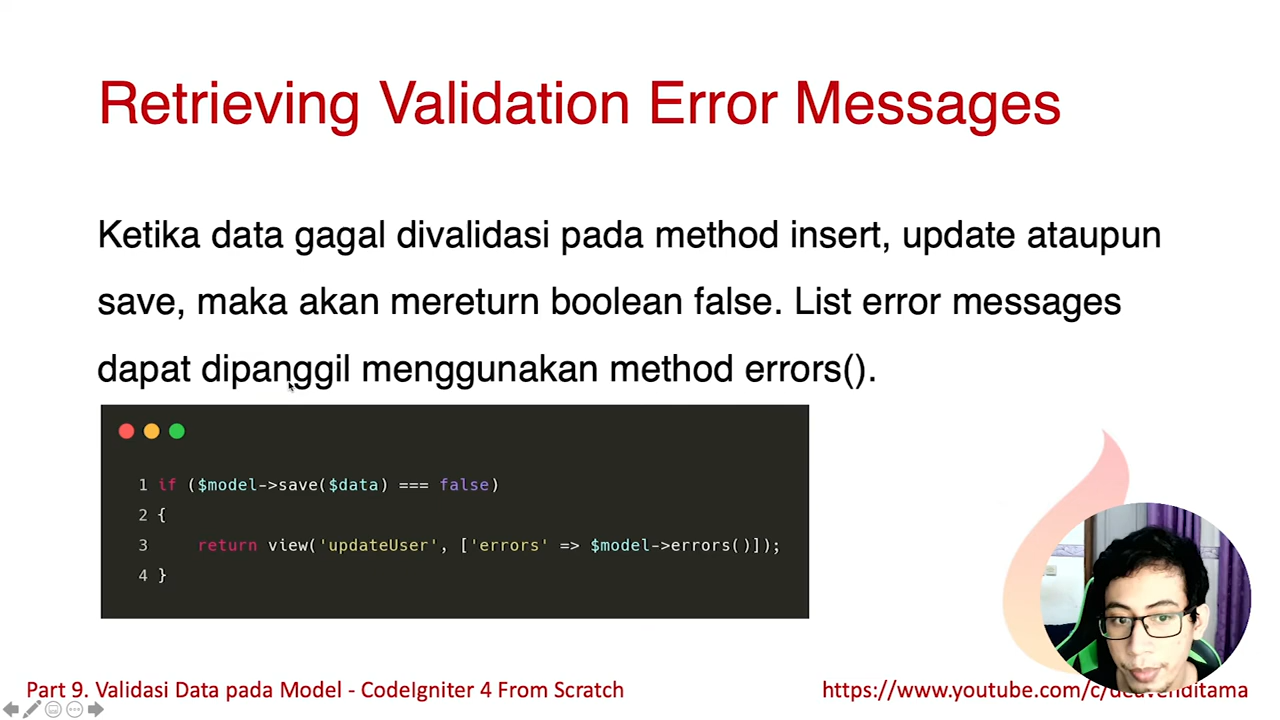 Retrieving Validation Error Messages
Ketika data gagal divalidasi pada method insert, update ataupun
save, maka akan mereturn boolean false. List error messages
dapat dipanggil menggunakan method errors().
1 if ($model->save($data) === false)
2 {
3     return view('updateUser', ['errors' => $model->errors()]);
4 }
Part 9. Validasi Data pada Model - CodeIgniter 4 From Scratch
https://www.youtube.com/c/deavenditama